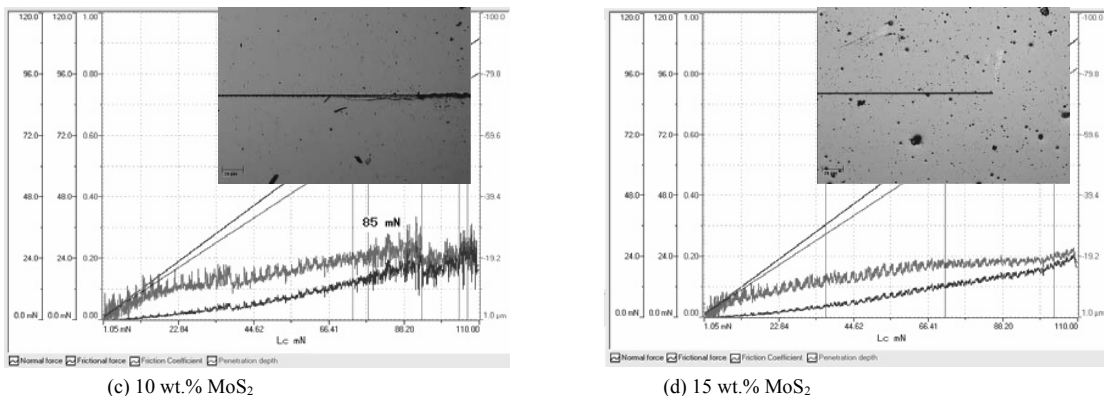 120.0 120.0 1.00 -100.0
96.0 96.0 0.80 -79.8
72.0 72.0 0.60 -59.6
48.0 48.0 0.40 -39.4
85 mN
24.0 24.0 0.20 -19.2
0.0 mN 0.0 mN 0.00 1.0 µm
1.05 mN 22.84 44.62 66.41 88.20 110.00
Lc mN
Normal force Frictional force Friction Coefficient Penetration depth
(c) 10 wt.% MoS₂
120.0 120.0 1.00 -100.0
96.0 96.0 0.80 -79.8
72.0 72.0 0.60 -59.6
48.0 48.0 0.40 -39.4
24.0 24.0 0.20 -19.2
0.0 mN 0.0 mN 0.00 1.0 µm
1.05 mN 22.84 44.62 66.41 88.20 110.00
Lc mN
Normal force Frictional force Friction Coefficient Penetration depth
(d) 15 wt.% MoS₂